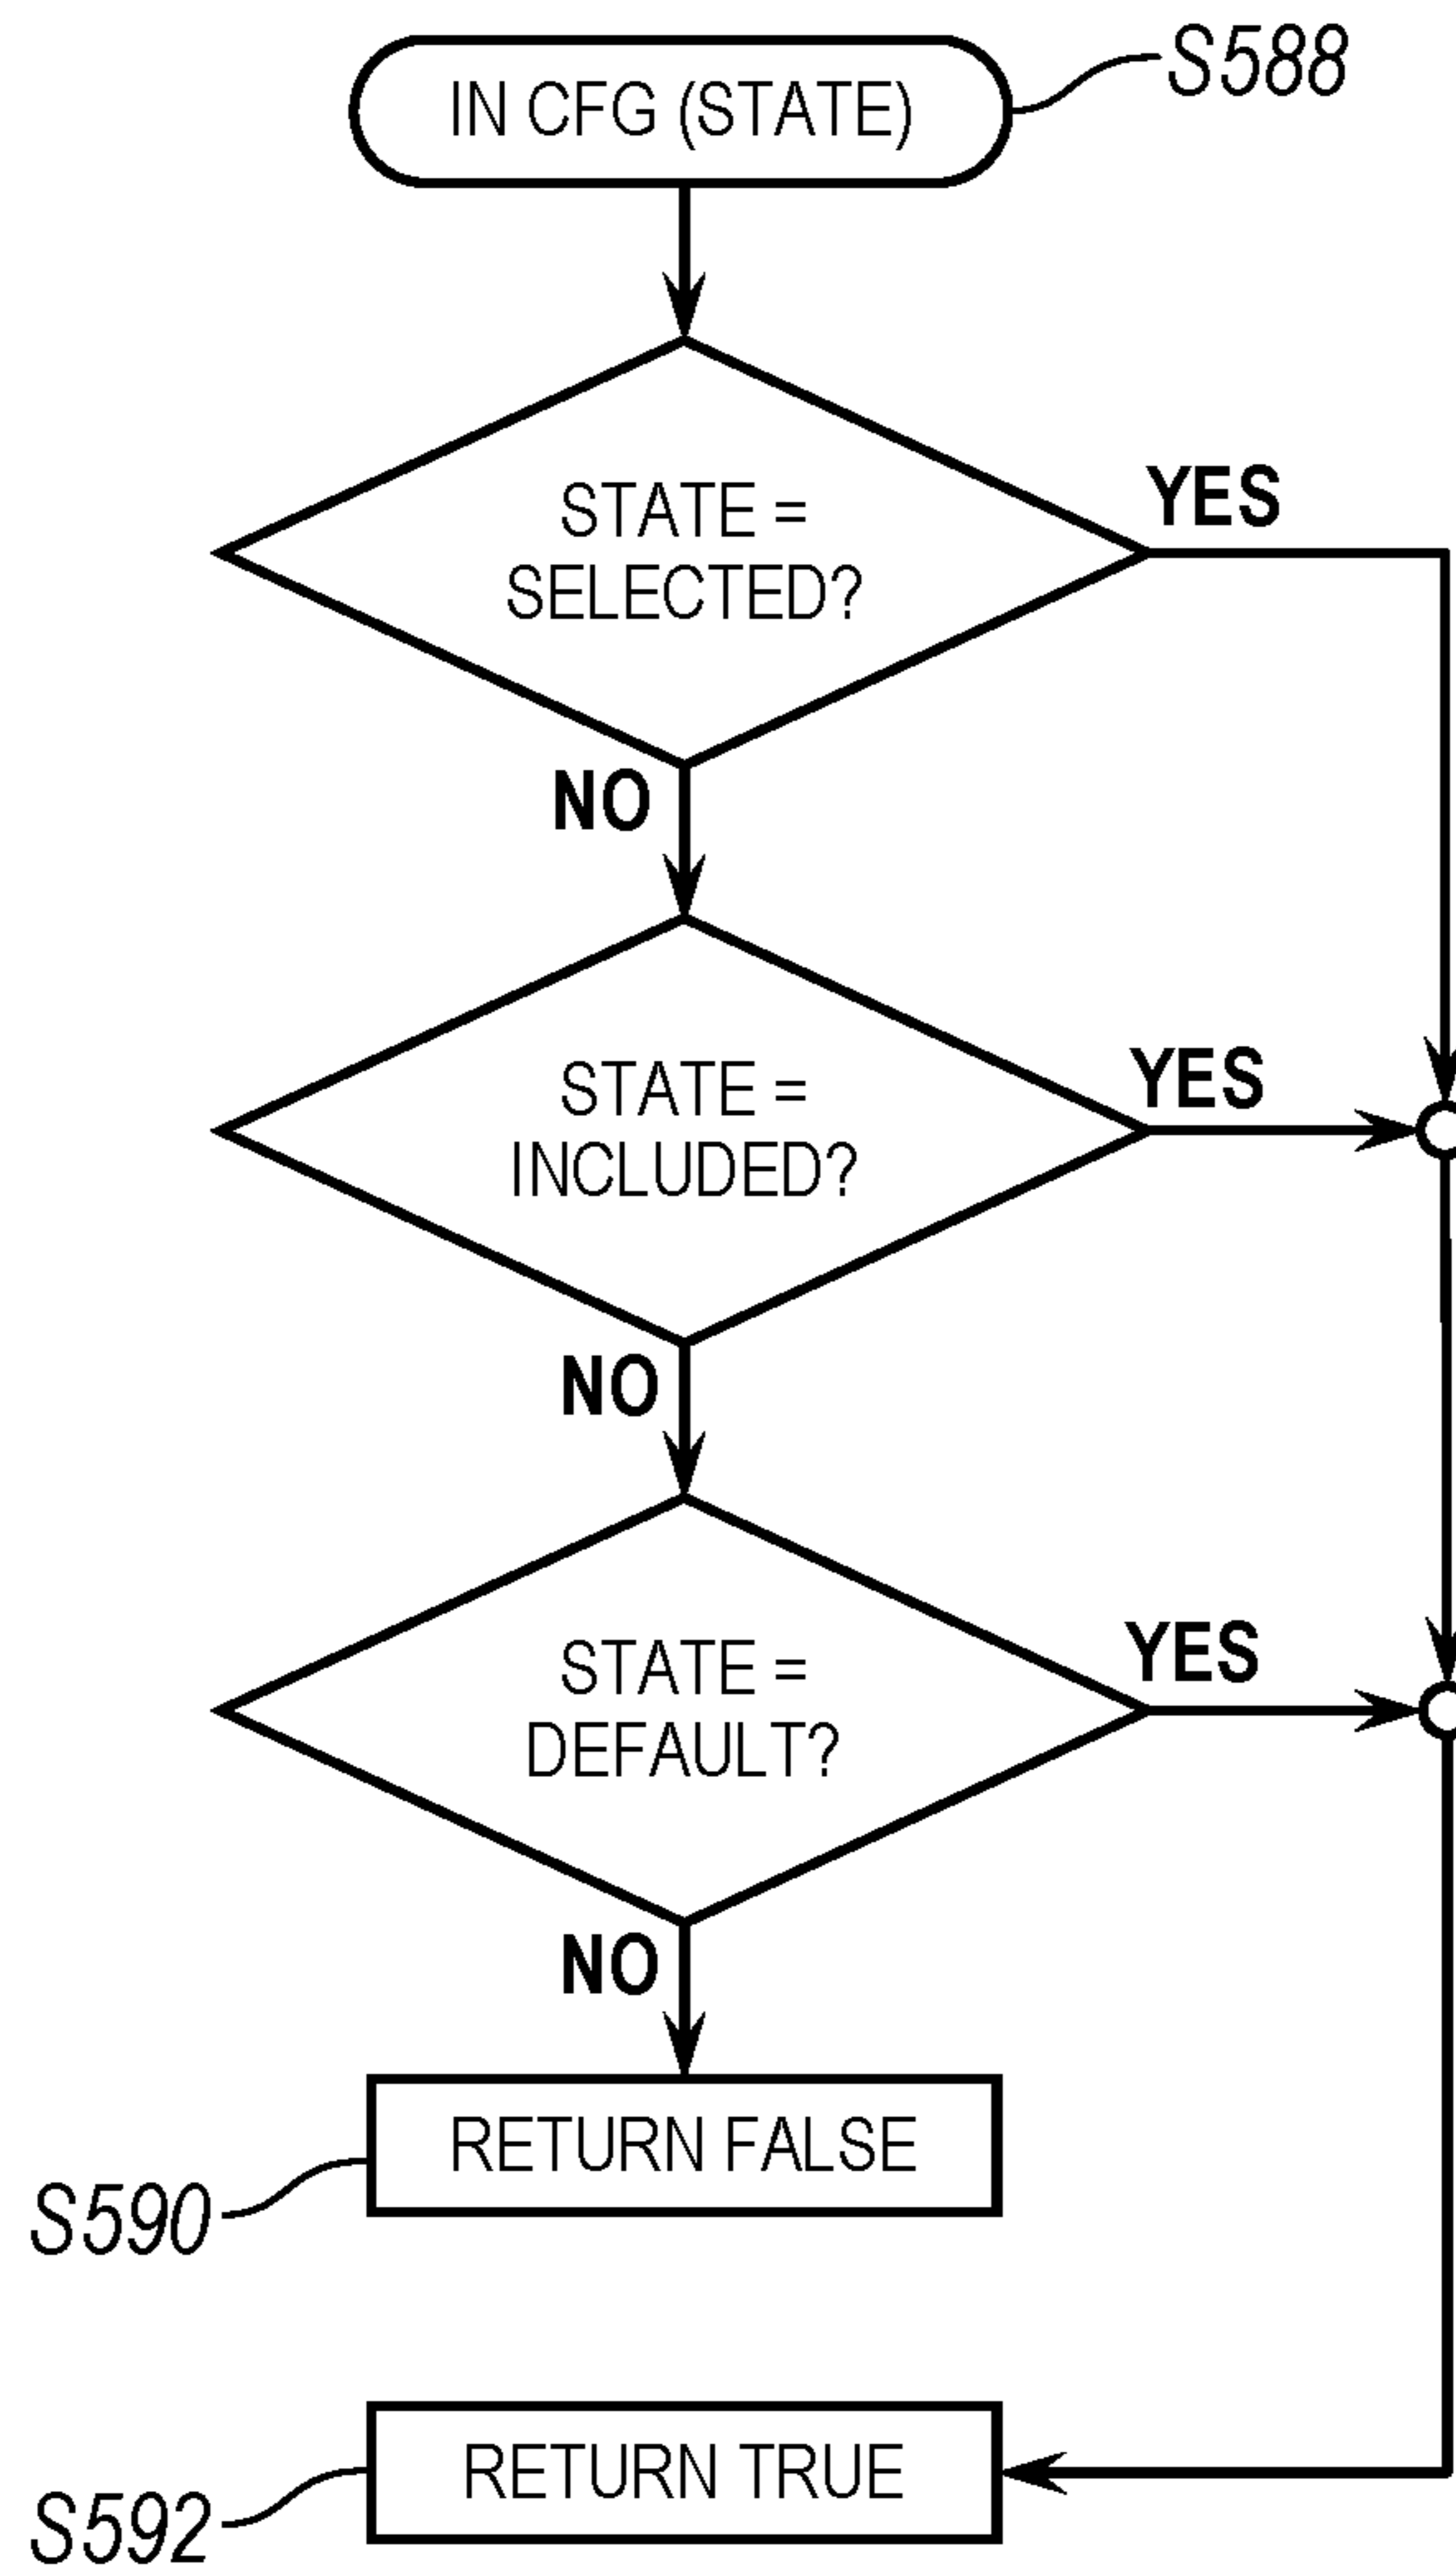 IN CFG (STATE)
S588
STATE =
SELECTED?
YES
NO
STATE =
INCLUDED?
YES
NO
STATE =
DEFAULT?
YES
NO
RETURN FALSE
S590
RETURN TRUE
S592